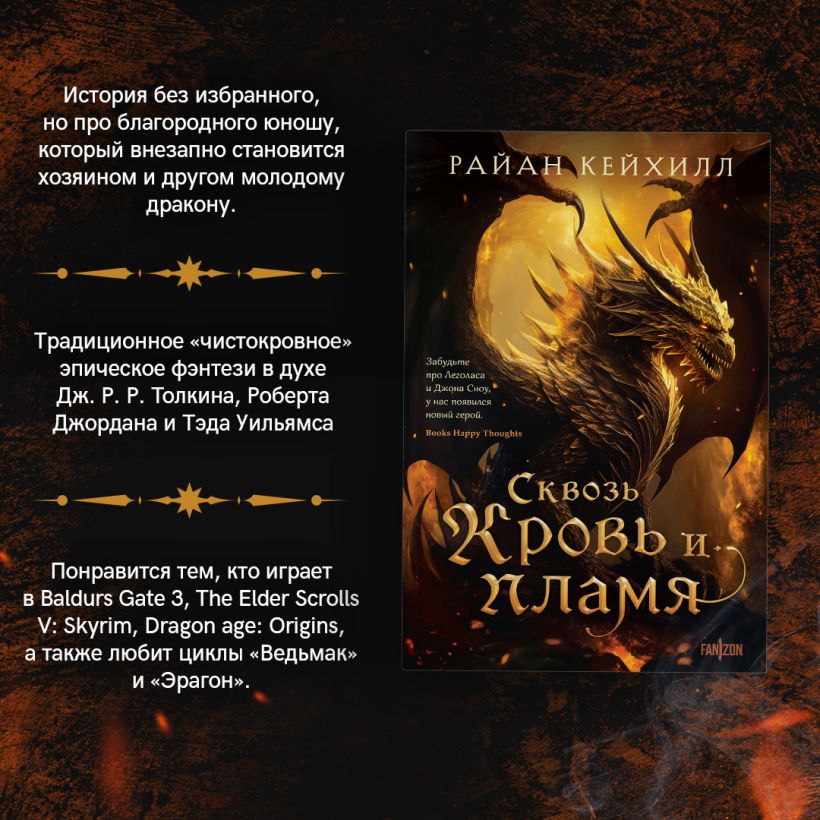 История без избранного,
но про благородного юношу,
который внезапно становится
хозяином и другом молодому
дракону.
Традиционное «чистокровное»
эпическое фэнтези в духе
Дж. Р. Р. Толкина, Роберта
Джордана и Тэда Уильямса
Понравится тем, кто играет
в Baldurs Gate 3, The Elder Scrolls
V: Skyrim, Dragon age: Origins,
а также любит циклы «Ведьмак»
и «Эрагон».
РАЙАН КЕЙХИЛЛ
Забудьте
про Леголаса
и Джона Сноу,
у нас появился
новый герой.
Books Happy Thoughts
Сквозь
Кровь и
пламя
FANZON